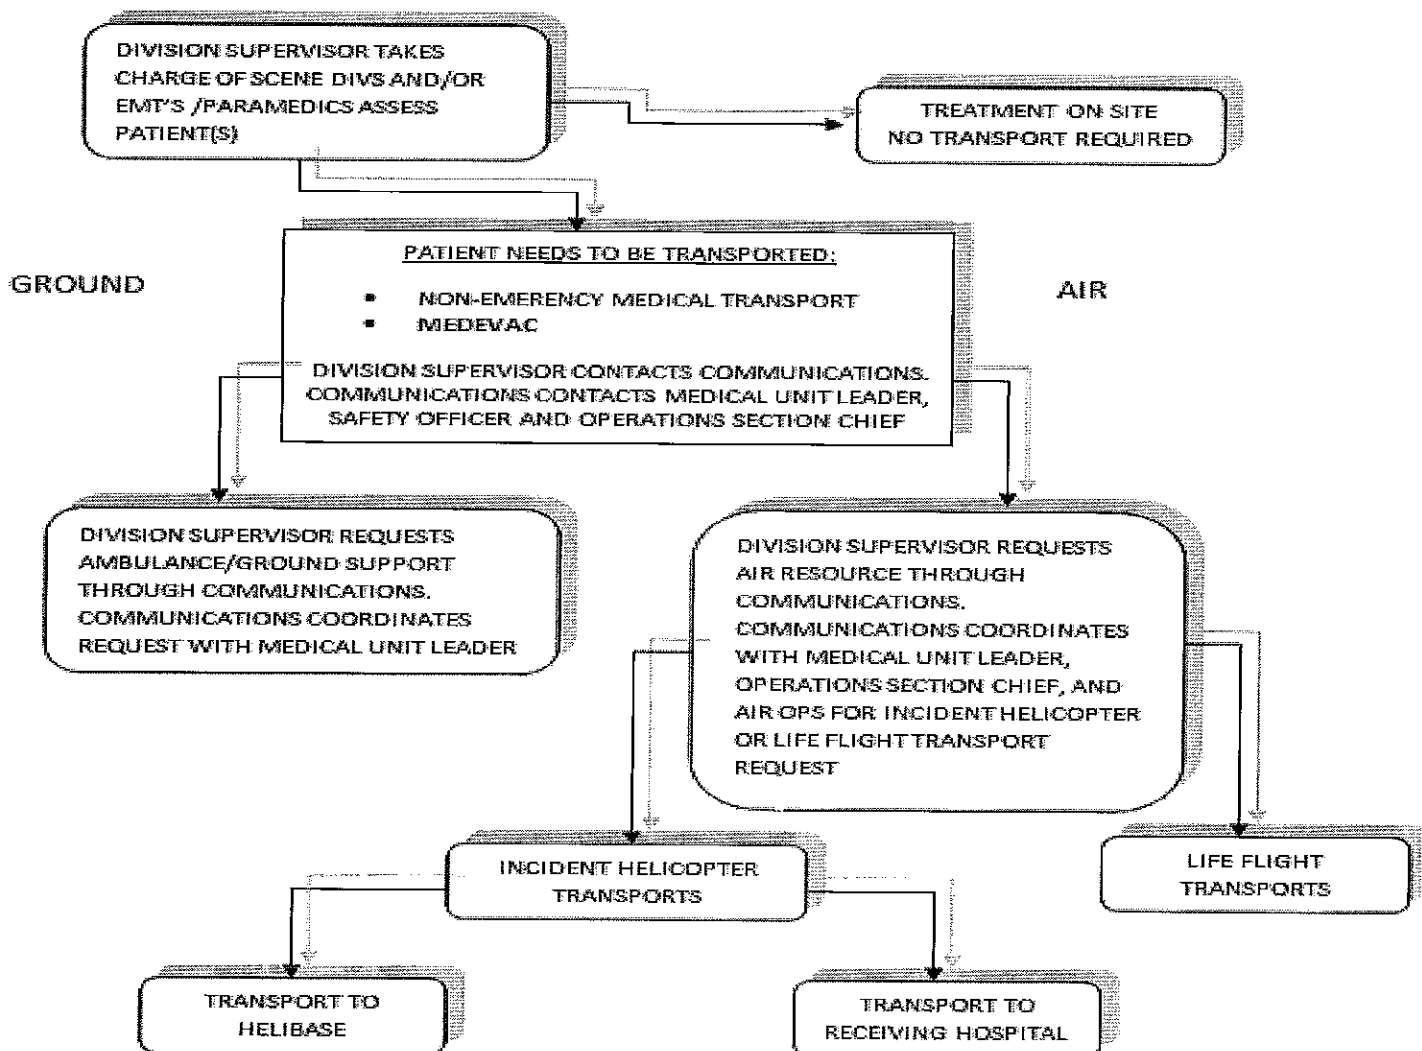 DIVISION SUPERVISOR TAKES
CHARGE OF SCENE DIVS AND/OR
EMT'S /PARAMEDICS ASSESS
PATIENT(S)
TREATMENT ON SITE
NO TRANSPORT REQUIRED
PATIENT NEEDS TO BE TRANSPORTED:
GROUND
AIR
▪ NON-EMERENCY MEDICAL TRANSPORT
▪ MEDEVAC
DIVISION SUPERVISOR CONTACTS COMMUNICATIONS.
COMMUNICATIONS CONTACTS MEDICAL UNIT LEADER,
SAFETY OFFICER AND OPERATIONS SECTION CHIEF
DIVISION SUPERVISOR REQUESTS
AMBULANCE/GROUND SUPPORT
THROUGH COMMUNICATIONS.
COMMUNICATIONS COORDINATES
REQUEST WITH MEDICAL UNIT LEADER
DIVISION SUPERVISOR REQUESTS
AIR RESOURCE THROUGH
COMMUNICATIONS.
COMMUNICATIONS COORDINATES
WITH MEDICAL UNIT LEADER,
OPERATIONS SECTION CHIEF, AND
AIR OPS FOR INCIDENT HELICOPTER
OR LIFE FLIGHT TRANSPORT
REQUEST
INCIDENT HELICOPTER
TRANSPORTS
LIFE FLIGHT
TRANSPORTS
TRANSPORT TO
HELIBASE
TRANSPORT TO
RECEIVING HOSPITAL